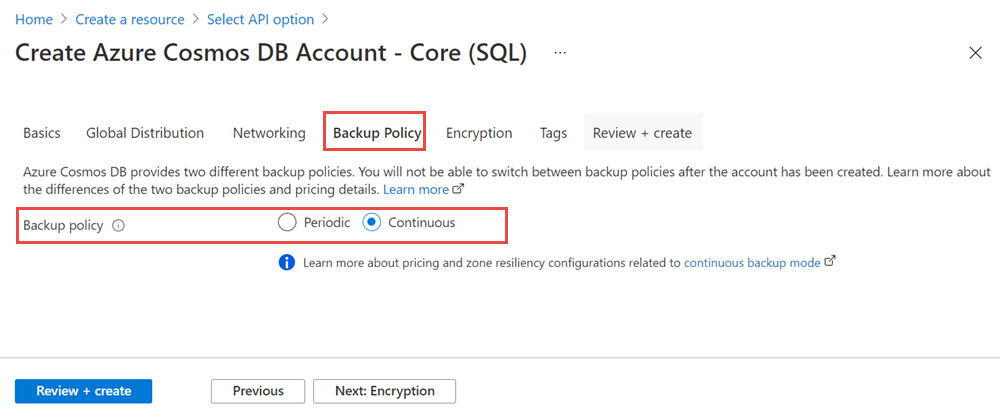 Home > Create a resource > Select API option >
Create Azure Cosmos DB Account - Core (SQL) ...
Basics Global Distribution Networking Backup Policy Encryption Tags Review + create
Azure Cosmos DB provides two different backup policies. You will not be able to switch between backup policies after the account has been created. Learn more about
the differences of the two backup policies and pricing details. Learn more
Backup policy Periodic Continuous
Learn more about pricing and zone resiliency configurations related to continuous backup mode
Review + create Previous Next: Encryption